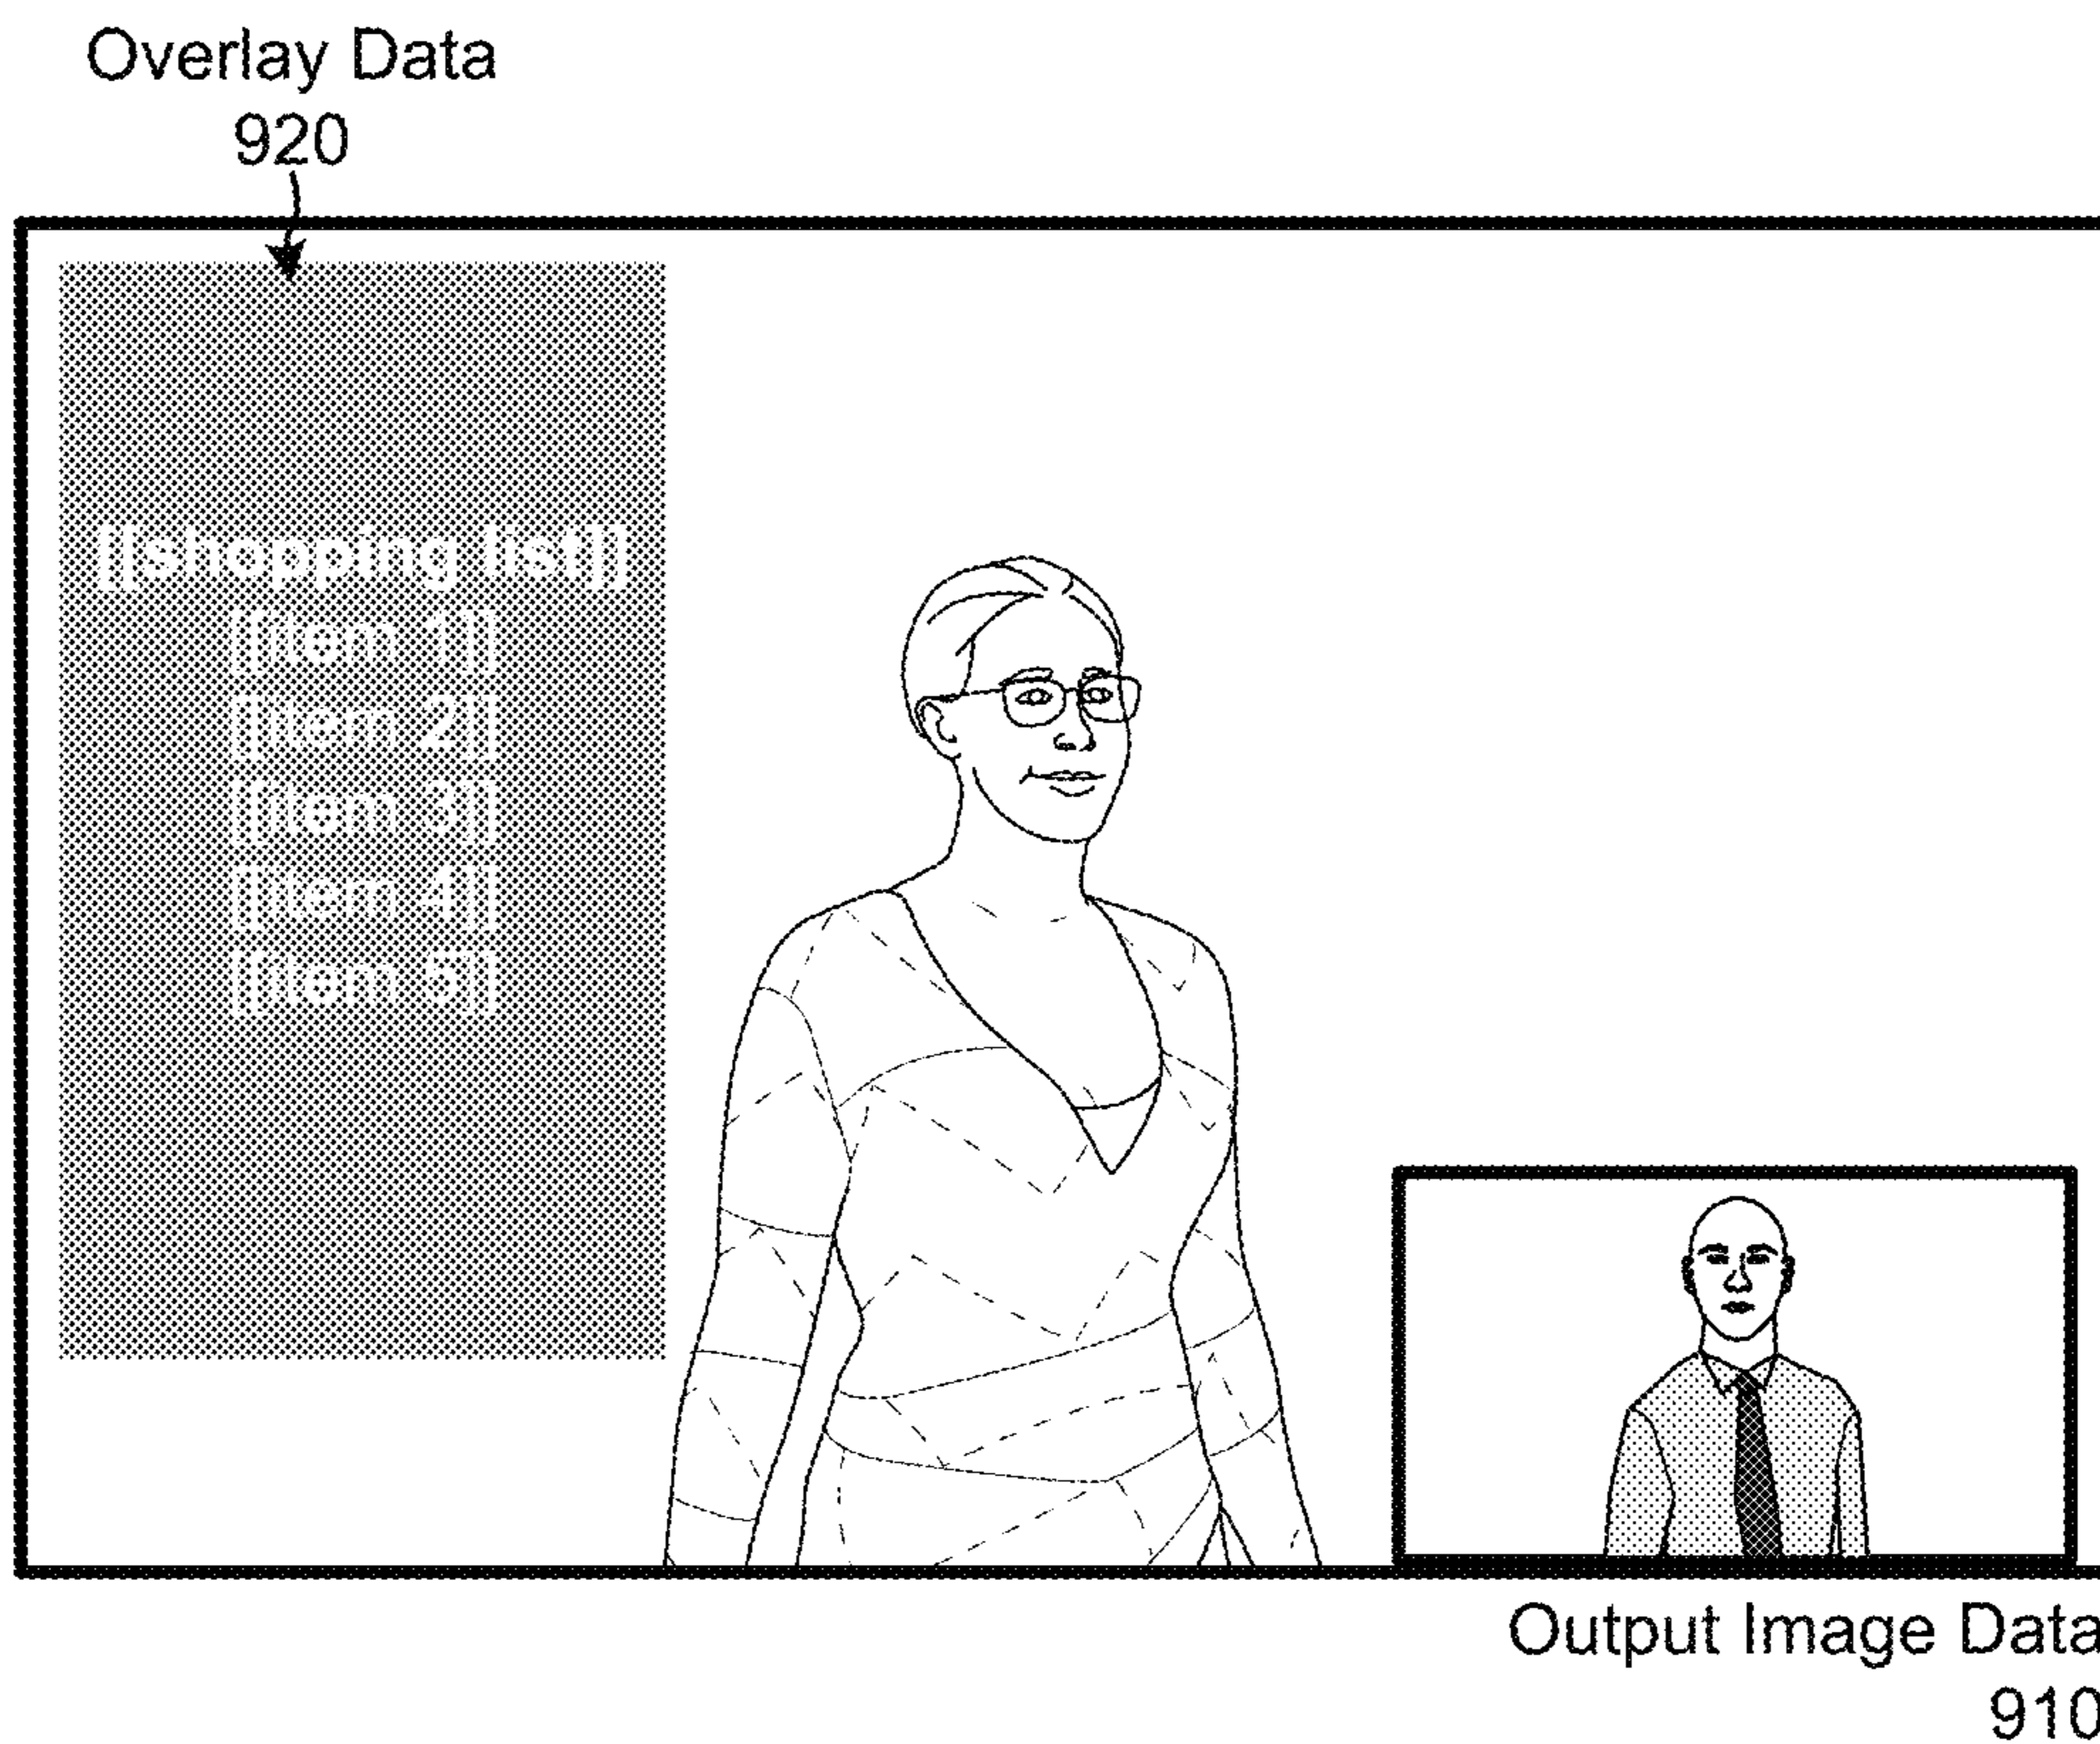 Overlay Data
920
[[shopping list]]
[[item 1]]
[[item 2]]
[[item 3]]
[[item 4]]
[[item 5]]
Output Image Data
910